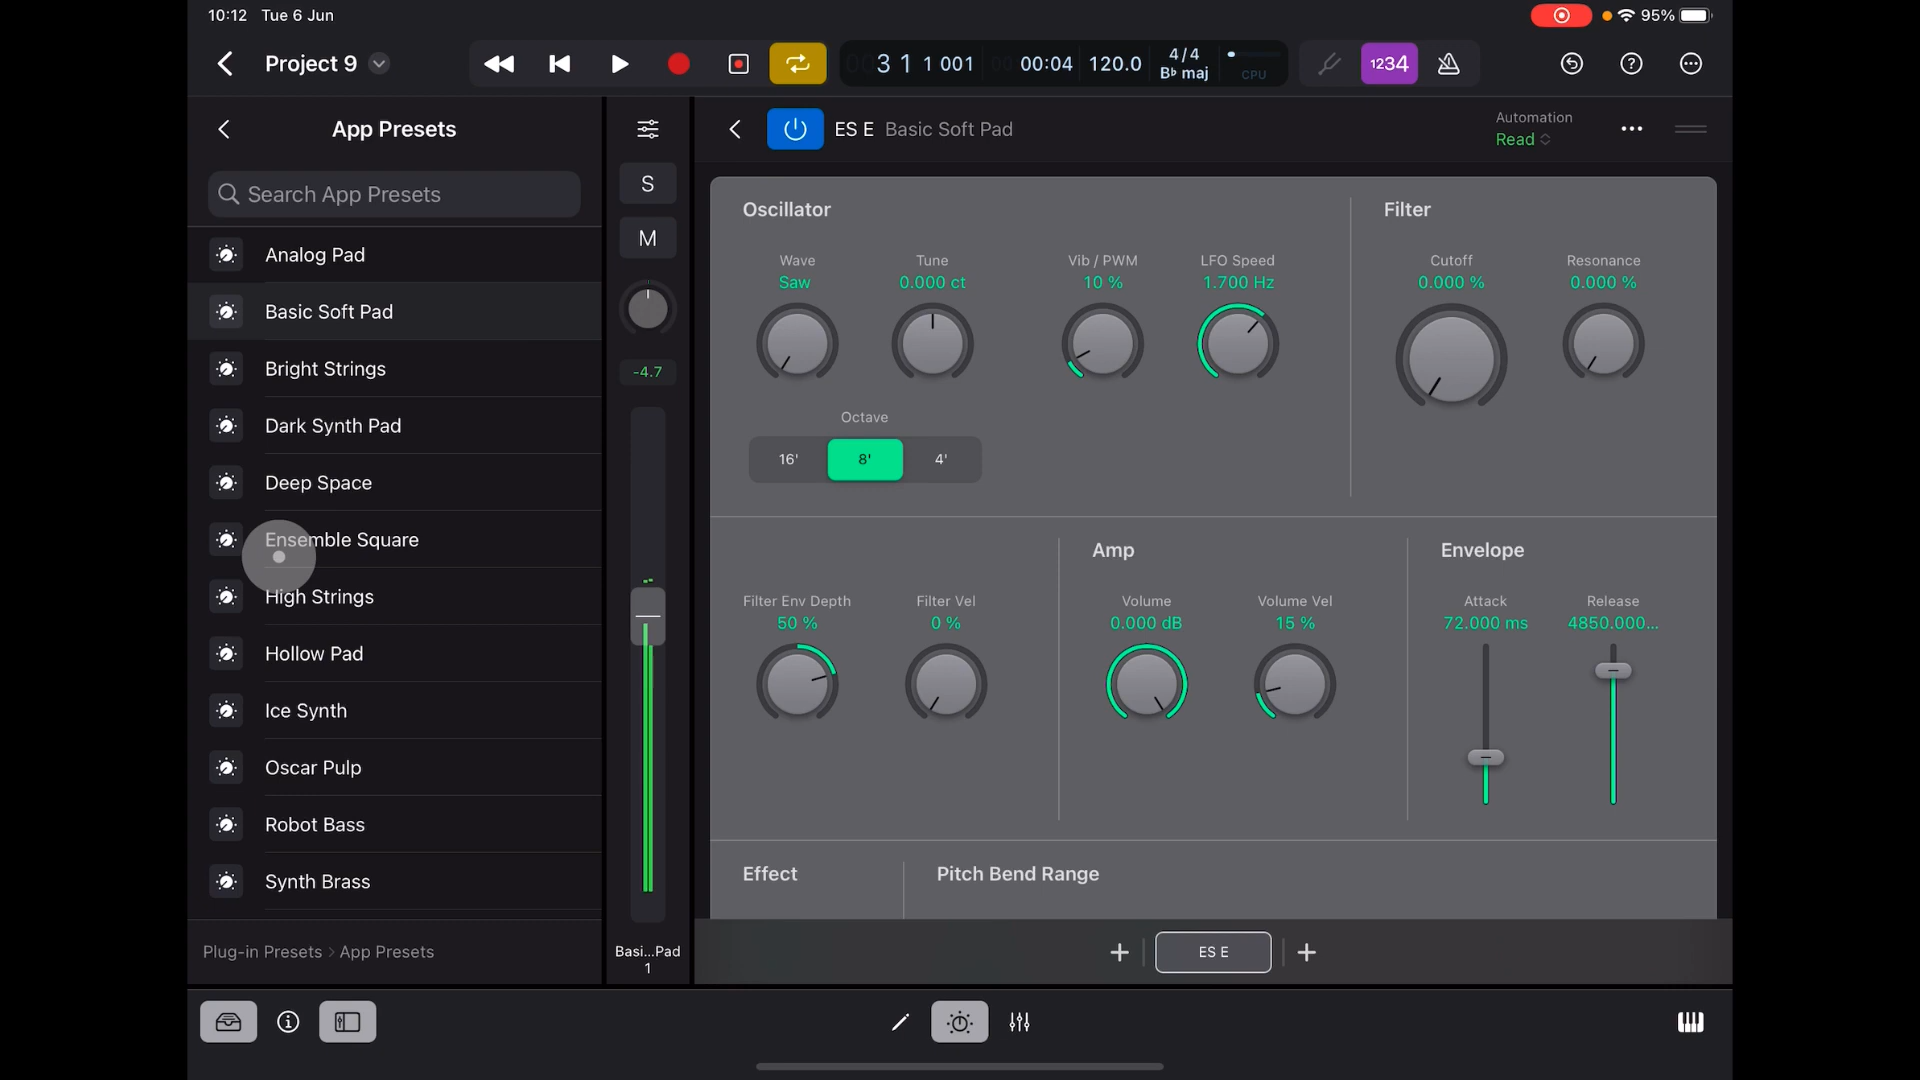 10:12 Tue 6 Jun
95%
Project 9
3 1 1 001
00:04
120.0
4/4
B♭ maj
CPU
1234
App Presets
Search App Presets
Analog Pad
Basic Soft Pad
Bright Strings
Dark Synth Pad
Deep Space
Ensemble Square
High Strings
Hollow Pad
Ice Synth
Oscar Pulp
Robot Bass
Synth Brass
Plug-in Presets › App Presets
S
M
-4.7
Basi...Pad
1
ES E Basic Soft Pad
Automation
Read
Oscillator
Filter
Wave
Saw
Tune
0.000 ct
Vib / PWM
10 %
LFO Speed
1.700 Hz
Cutoff
0.000 %
Resonance
0.000 %
Octave
16' 8' 4'
Amp
Envelope
Filter Env Depth
50 %
Filter Vel
0 %
Volume
0.000 dB
Volume Vel
15 %
Attack
72.000 ms
Release
4850.000...
Effect
Pitch Bend Range
ES E